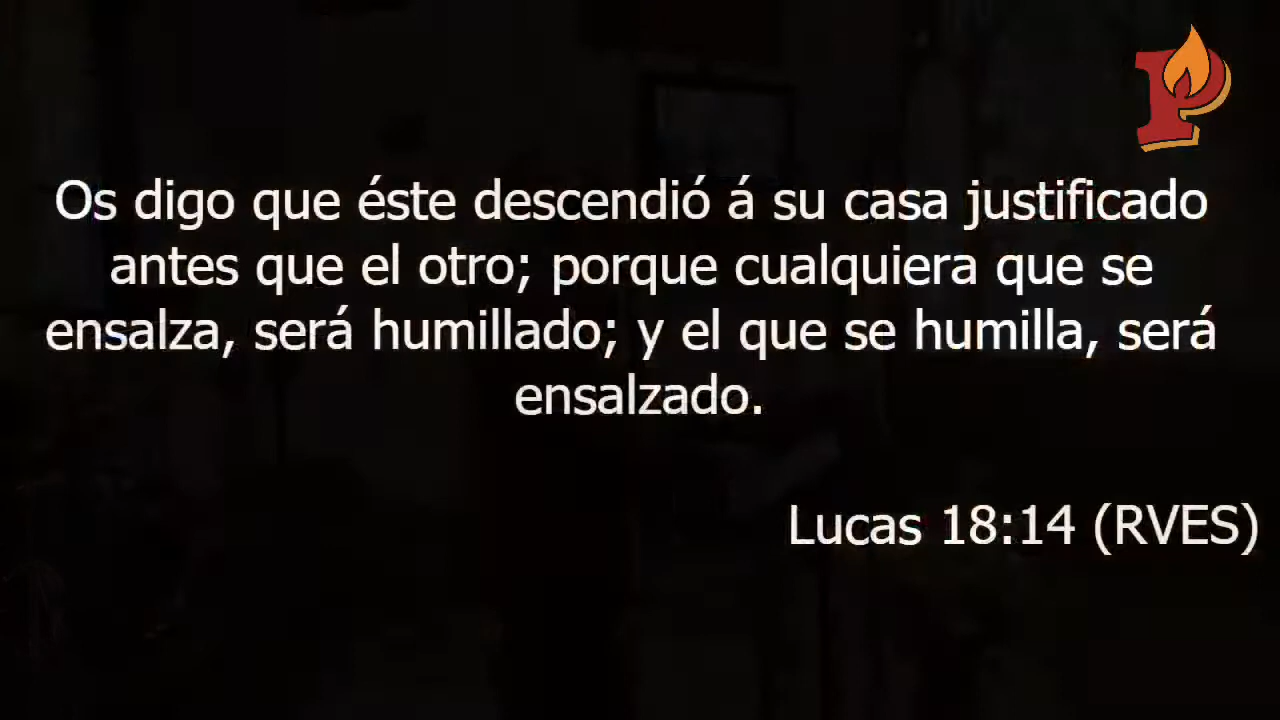 Os digo que éste descendió á su casa justificado
antes que el otro; porque cualquiera que se
ensalza, será humillado; y el que se humilla, será
ensalzado.
Lucas 18:14 (RVES)
P